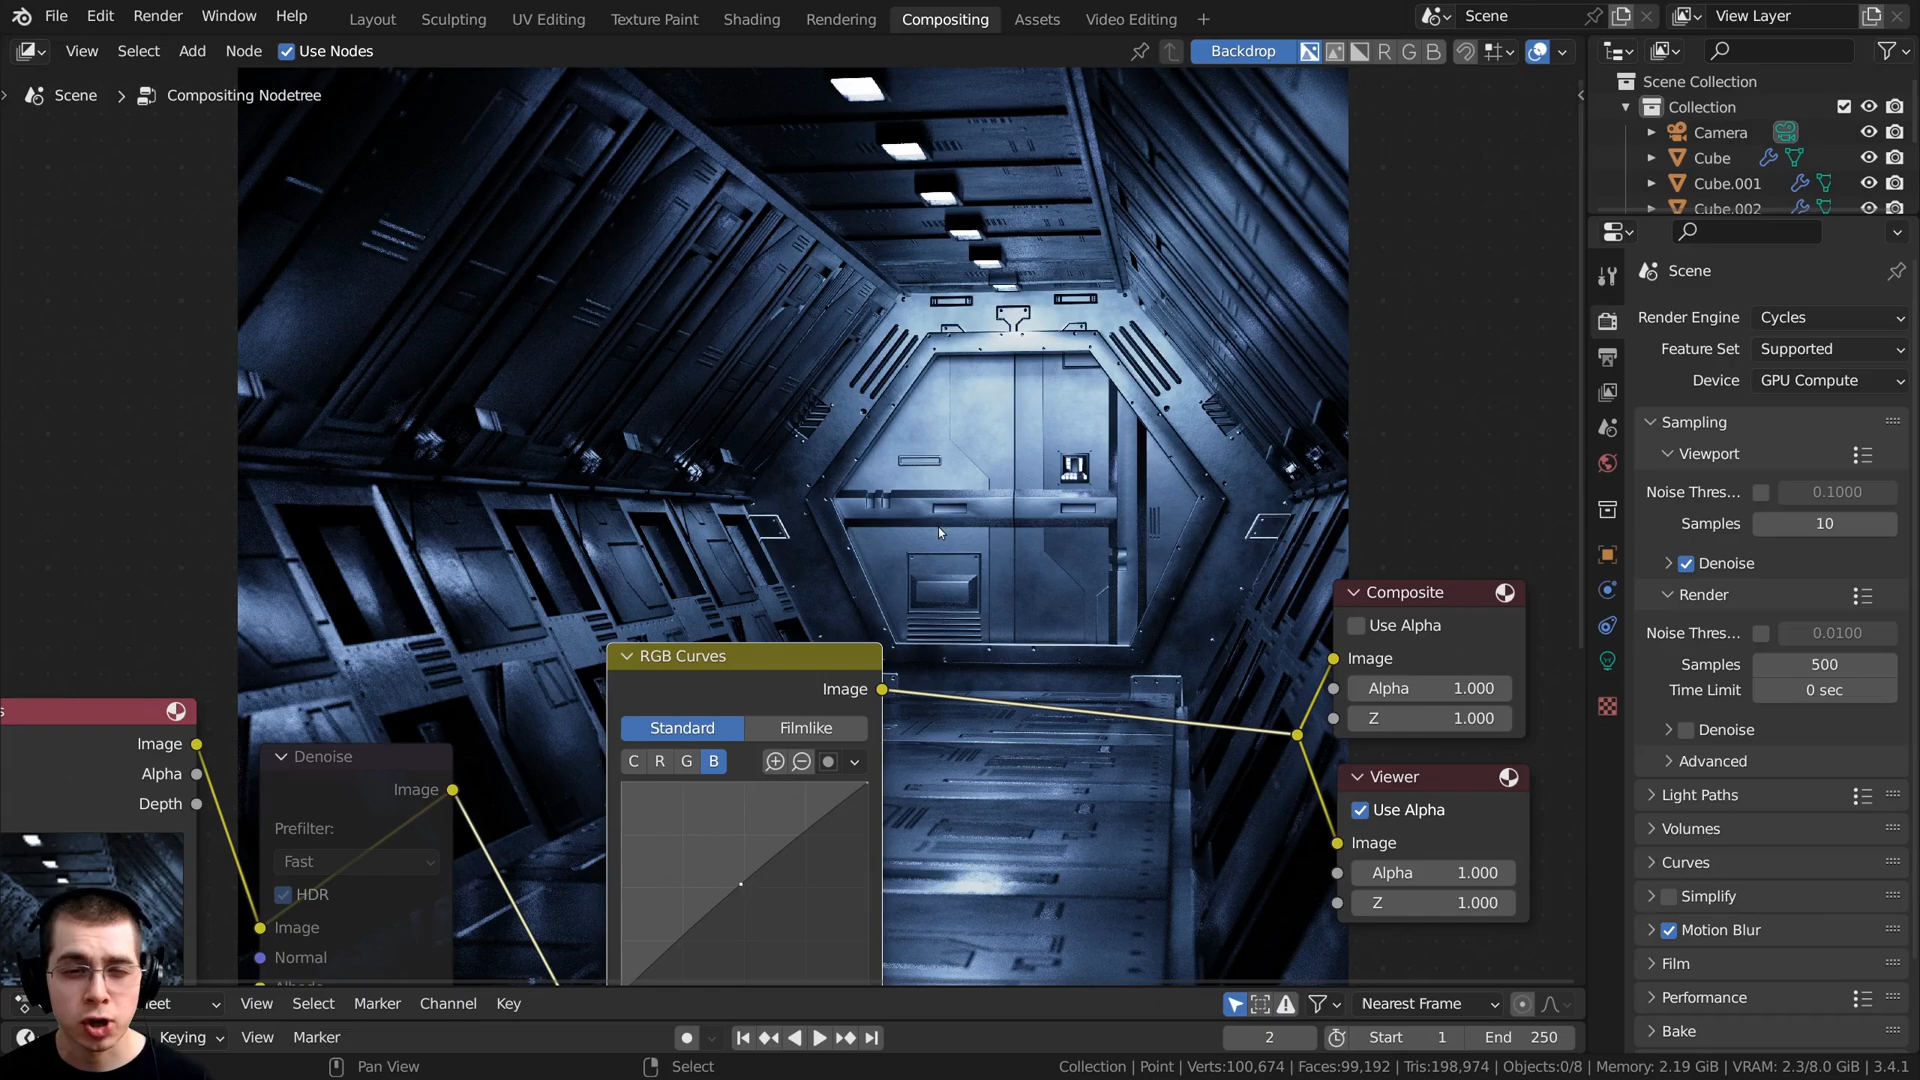 File Edit Render Window Help Layout Sculpting UV Editing Texture Paint Shading Rendering Compositing Assets Video Editing + Scene View Layer
View Select Add Node Use Nodes Backdrop R G B
Scene > Compositing Nodetree
Scene Collection
Collection
Camera
Cube
Cube.001
Cube.002
Scene
Render Engine Cycles
Feature Set Supported
Device GPU Compute
Sampling
Viewport
Noise Thres... 0.1000
Samples 10
Denoise
Render
Noise Thres... 0.0100
Samples 500
Time Limit 0 sec
Denoise
Advanced
Light Paths
Volumes
Curves
Simplify
Motion Blur
Film
Performance
Bake
s
Image
Alpha
Depth
Denoise
Image
Prefilter:
Fast
HDR
Image
Normal
RGB Curves
Image
Standard Filmlike
C R G B
Composite
Use Alpha
Image
Alpha 1.000
Z 1.000
Viewer
Use Alpha
Image
Alpha 1.000
Z 1.000
eet View Select Marker Channel Key Nearest Frame
Keying View Marker 2 Start 1 End 250
Pan View Select Collection | Point | Verts:100,674 | Faces:99,192 | Tris:198,974 | Objects:0/8 | Memory: 2.19 GiB | VRAM: 2.3/8.0 GiB | 3.4.1